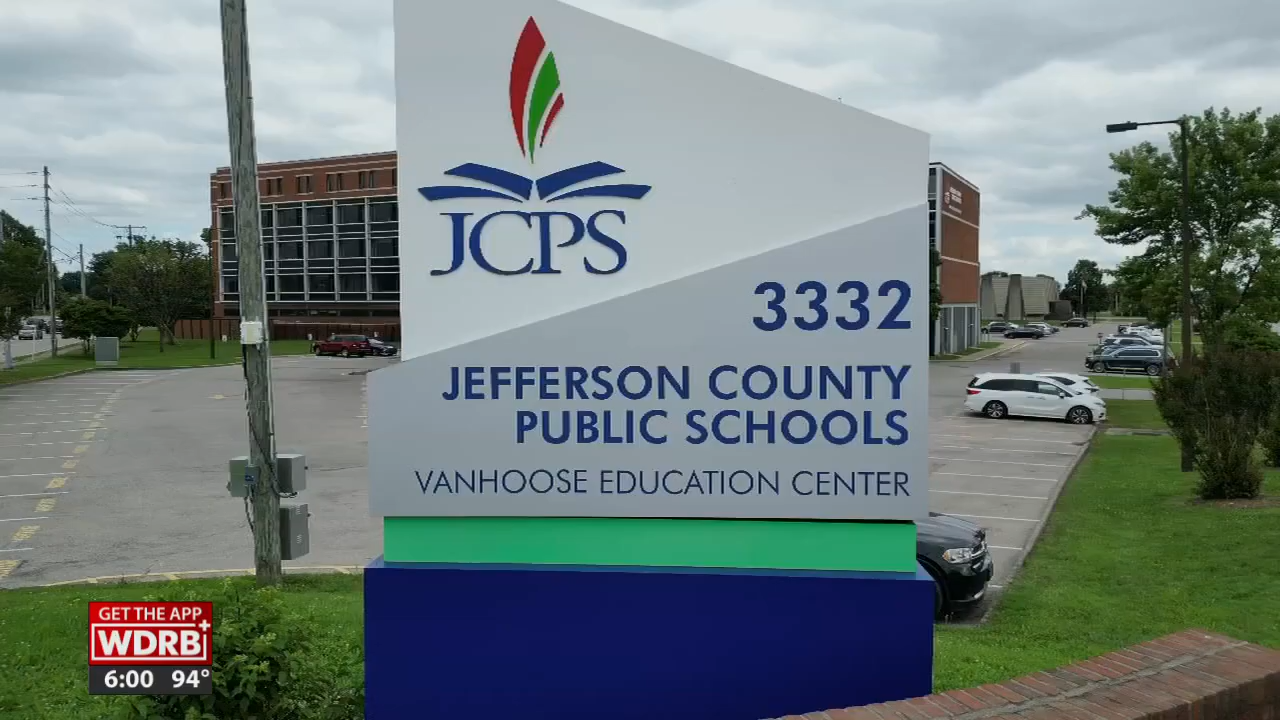 JCPS
3332
JEFFERSON COUNTY
PUBLIC SCHOOLS
VANHOOSE EDUCATION CENTER
GET THE APP
WDRB+
6:00 94°